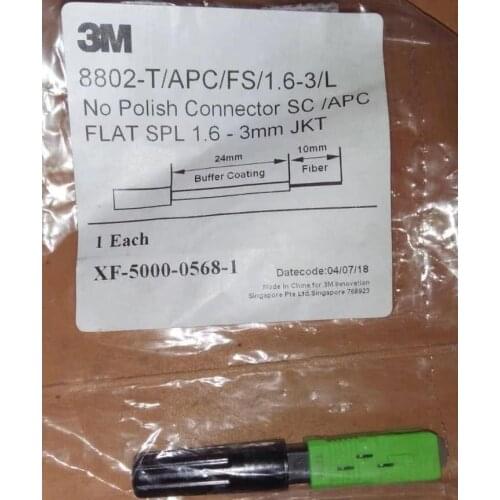 3M
8802-T/APC/FS/1.6-3/L
No Polish Connector SC /APC
FLAT SPL 1.6 - 3mm JKT
24mm
10mm
Buffer Coating
Fiber
1 Each
XF-5000-0568-1
Datecode:04/07/18
Made in China for 3M Innovation
Singapore Pte Ltd.Singapore 768923